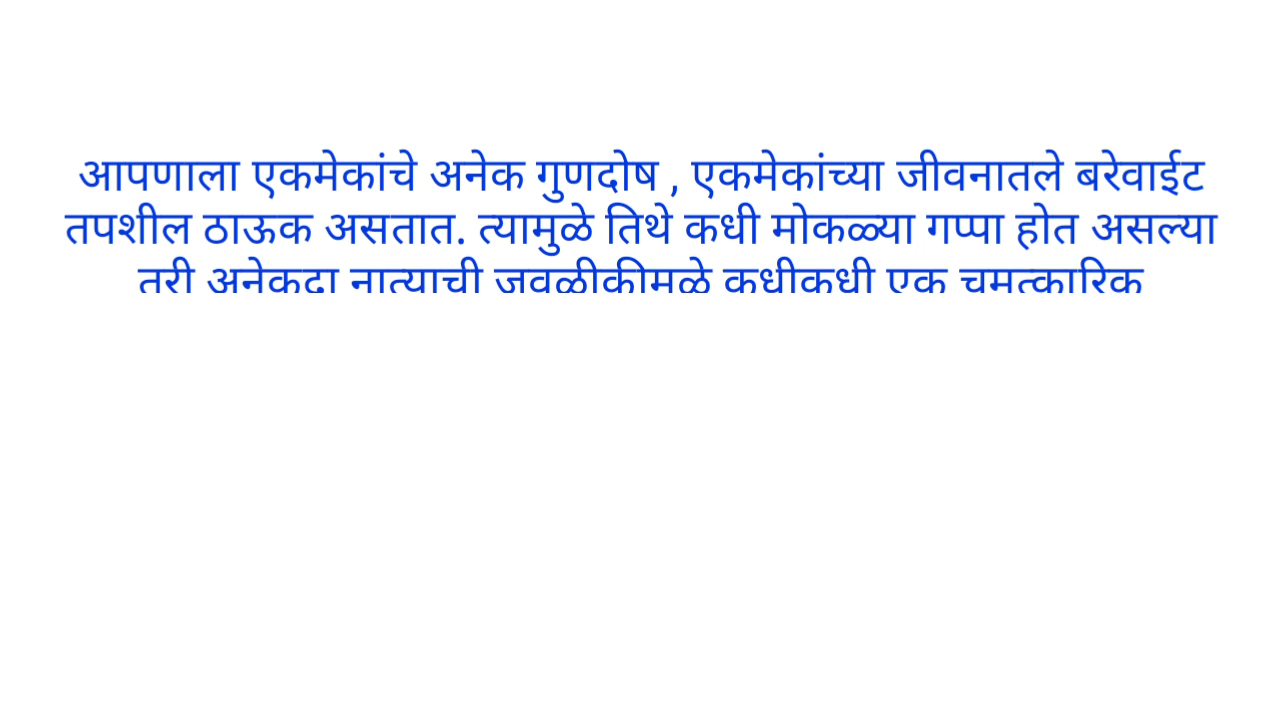 आपणाला एकमेकांचे अनेक गुणदोष , एकमेकांच्या जीवनातले बरेवाईट
तपशील ठाऊक असतात. त्यामुळे तिथे कधी मोकळ्या गप्पा होत असल्या
तरी अनेकदा नात्याची जवळीकीमुळे कधीकधी एक चमत्कारिक